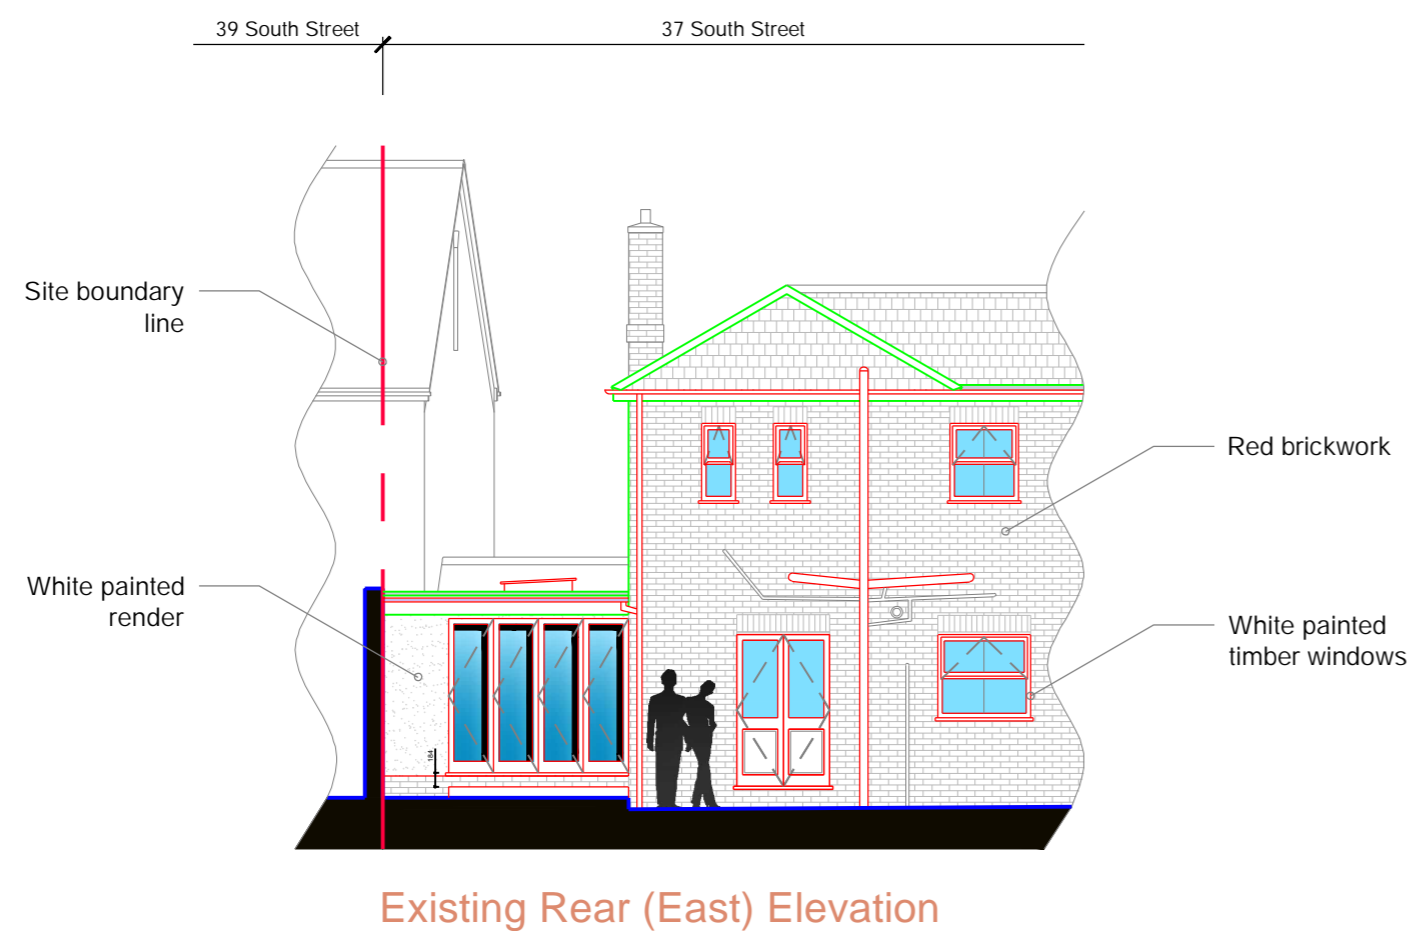 39 South Street
37 South Street
Site boundary
line
Red brickwork
White painted
render
White painted
timber windows
184
Existing Rear (East) Elevation